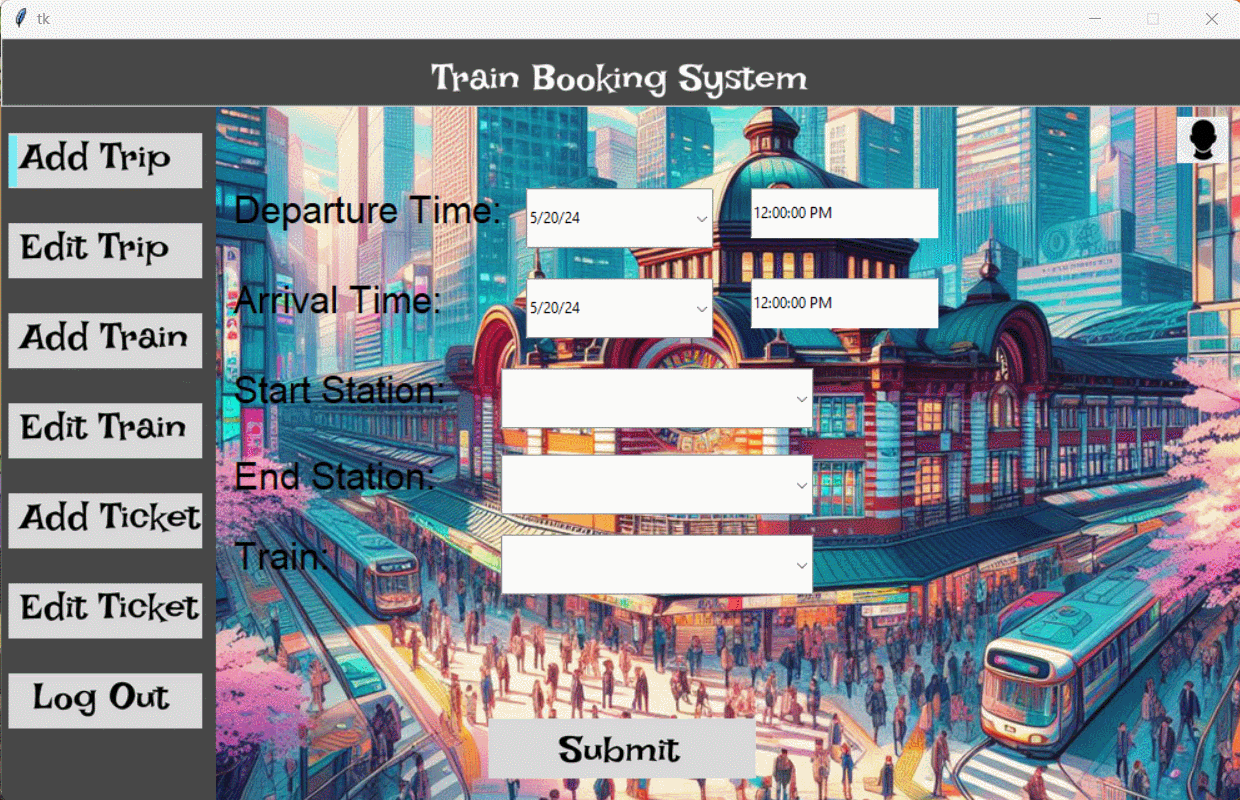 tk
Train Booking System
Add Trip
Edit Trip
Add Train
Edit Train
Add Ticket
Edit Ticket
Log Out
Departure Time: 5/20/24 12:00:00 PM
Arrival Time: 5/20/24 12:00:00 PM
Start Station:
End Station:
Train:
Submit